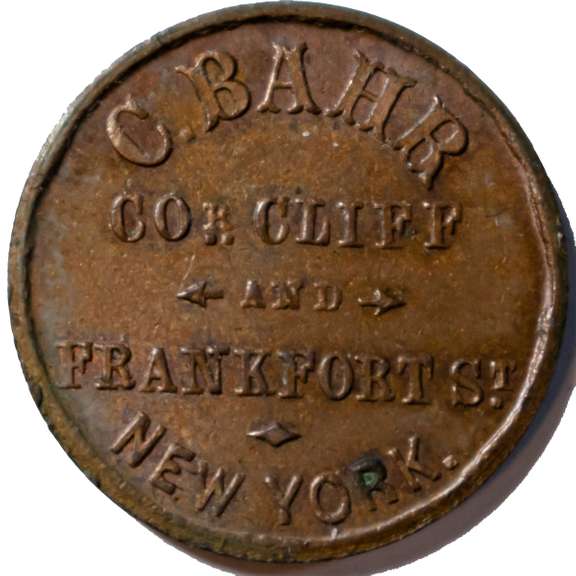 C. BAHR
COR CLIFF
AND
FRANKFORT ST.
NEW YORK.